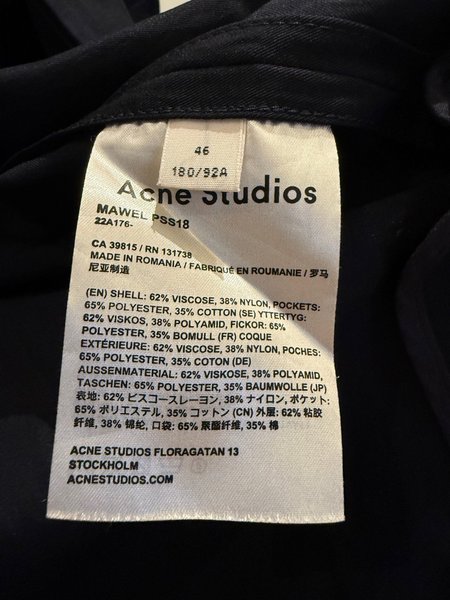 46
180/92A
Acne Studios
MAWEL PSS18
22A176-
CA 39815 / RN 131738
MADE IN ROMANIA / FABRIQUÉ EN ROUMANIE / 罗马
尼亚制造
(EN) SHELL: 62% VISCOSE, 38% NYLON, POCKETS:
65% POLYESTER, 35% COTTON (SE) YTTERTYG:
62% VISKOS, 38% POLYAMID, FICKOR: 65%
POLYESTER, 35% BOMULL (FR) COQUE
EXTÉRIEURE: 62% VISCOSE, 38% NYLON, POCHES:
65% POLYESTER, 35% COTON (DE)
AUSSENMATERIAL: 62% VISKOSE, 38% POLYAMID,
TASCHEN: 65% POLYESTER, 35% BAUMWOLLE (JP)
表地: 62% ビスコースレーヨン, 38% ナイロン, ポケット:
65% ポリエステル, 35% コットン (CN) 外层: 62% 粘胶
纤维, 38% 锦纶, 口袋: 65% 聚酯纤维, 35% 棉
ACNE STUDIOS FLORAGATAN 13
STOCKHOLM
ACNESTUDIOS.COM